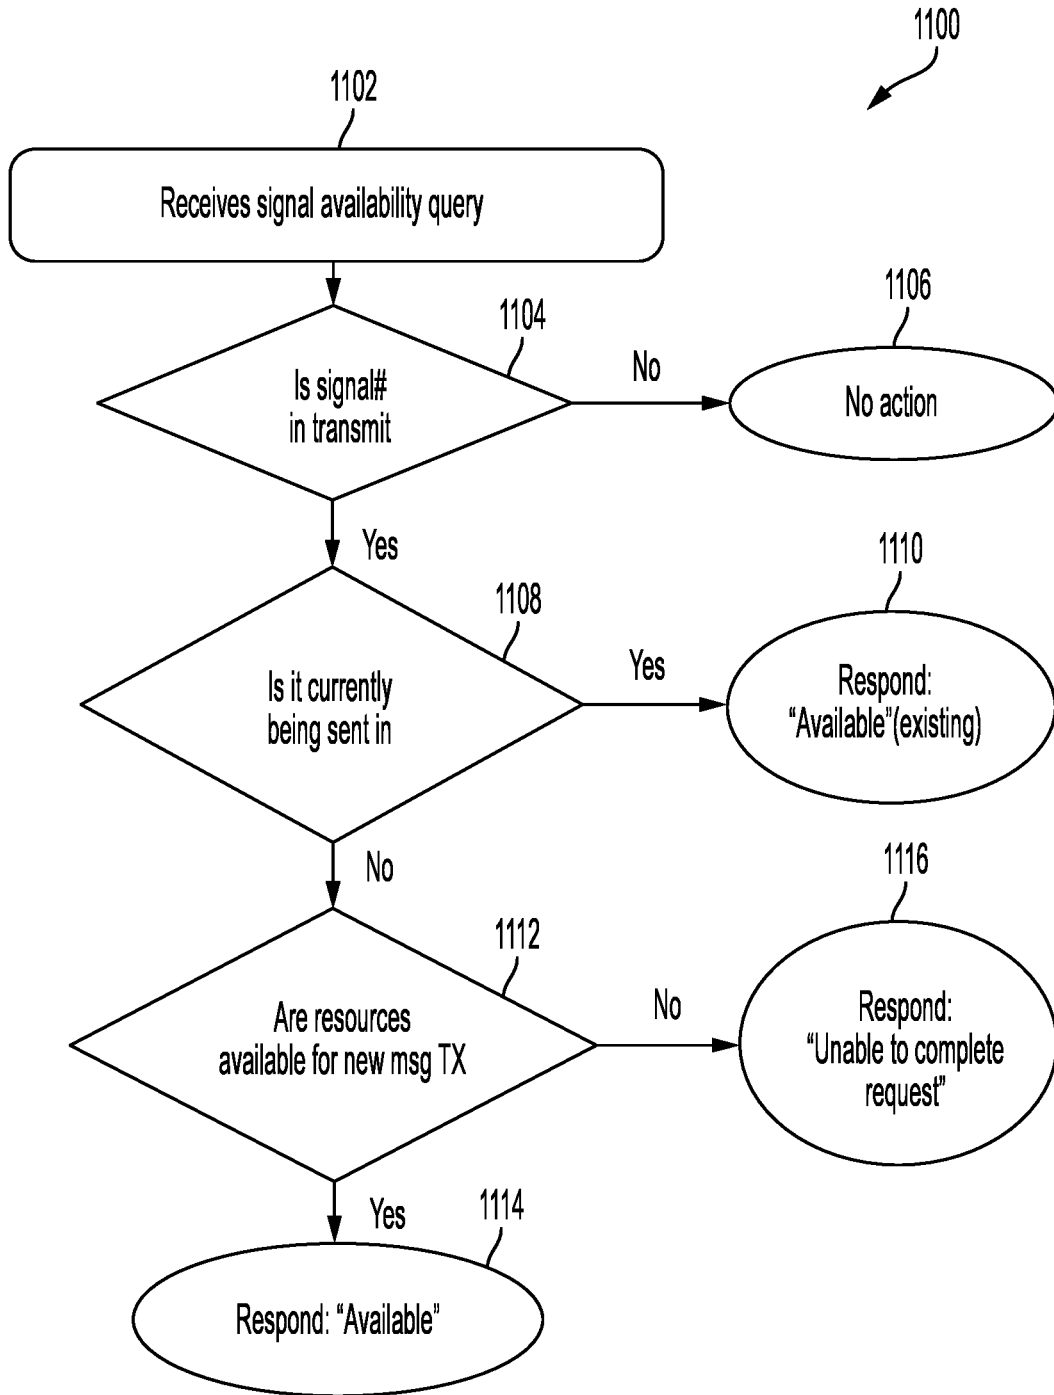 1100
1102
Receives signal availability query
1104
Is signal#
in transmit
No
1106
No action
Yes
1108
Is it currently
being sent in
Yes
1110
Respond:
“Available”(existing)
No
1112
Are resources
available for new msg TX
No
1116
Respond:
“Unable to complete
request”
Yes
1114
Respond: “Available”